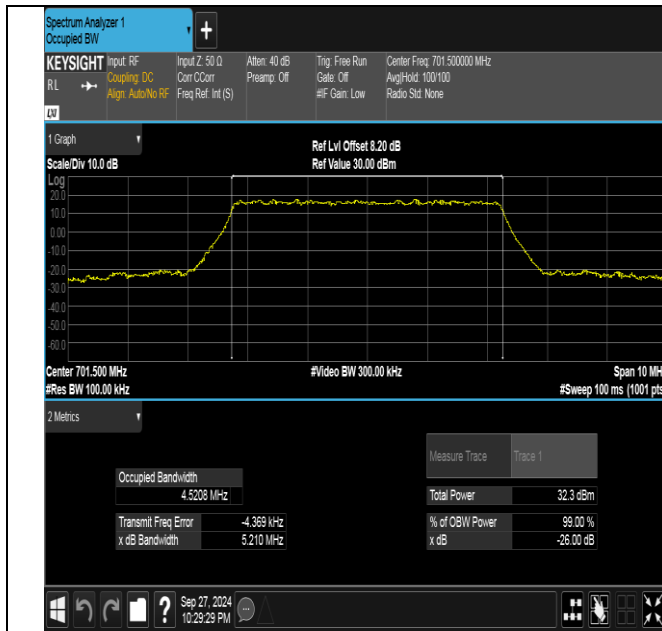 Spectrum Analyzer 1
Occupied BW
+
KEYSIGHT Input: RF Input Z: 50 Ω Atten: 40 dB Trig: Free Run Center Freq: 701.500000 MHz
RL Coupling: DC Corr CCorr Preamp: Off Gate: Off Avg|Hold: 100/100
Align: Auto/No RF Freq Ref: Int (S) #IF Gain: Low Radio Std: None
LXI
1 Graph
Ref Lvl Offset 8.20 dB
Scale/Div 10.0 dB Ref Value 30.00 dBm
Log
20.0
10.0
0.00
-10.0
-20.0
-30.0
-40.0
-50.0
-60.0
Center 701.500 MHz #Video BW 300.00 kHz Span 10 MH
#Res BW 100.00 kHz #Sweep 100 ms (1001 pts
2 Metrics
Measure Trace Trace 1
Occupied Bandwidth
4.5208 MHz Total Power 32.3 dBm
Transmit Freq Error -4.369 kHz % of OBW Power 99.00 %
x dB Bandwidth 5.210 MHz x dB -26.00 dB
? Sep 27, 2024
10:29:29 PM